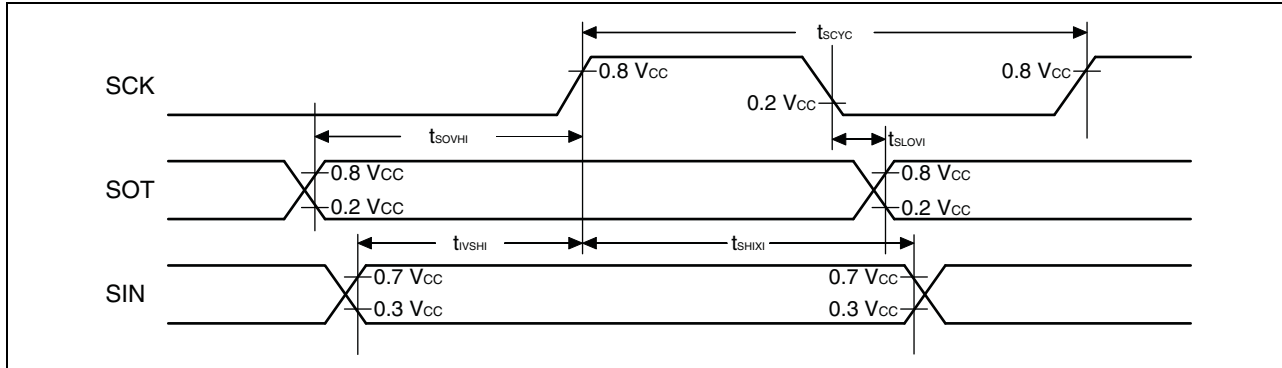 tSCYC
SCK
0.8 VCC
0.8 VCC
0.2 VCC
tSOVHI
tSLOVI
SOT
0.8 VCC
0.8 VCC
0.2 VCC
0.2 VCC
tIVSHI
tSHIXI
SIN
0.7 VCC
0.7 VCC
0.3 VCC
0.3 VCC